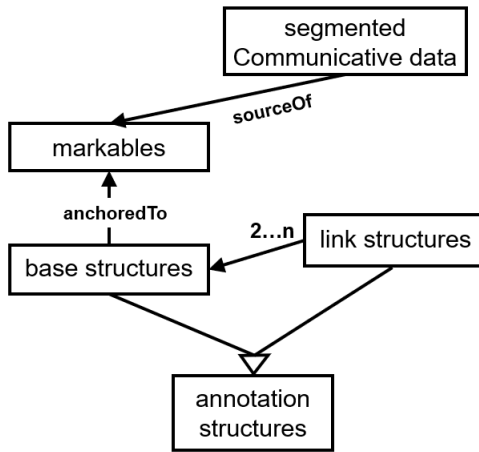 segmented
Communicative data
sourceOf
markables
anchoredTo
2...n
link structures
base structures
annotation
structures